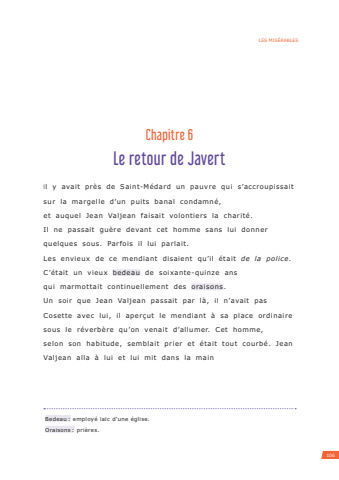 LES MISÉRABLES
Chapitre 6
Le retour de Javert
il y avait près de Saint-Médard un pauvre qui s’accroupissait
sur la margelle d’un puits banal condamné,
et auquel Jean Valjean faisait volontiers la charité.
Il ne passait guère devant cet homme sans lui donner
quelques sous. Parfois il lui parlait.
Les envieux de ce mendiant disaient qu’il était de la police.
C’était un vieux bedeau de soixante-quinze ans
qui marmottait continuellement des oraisons.
Un soir que Jean Valjean passait par là, il n’avait pas
Cosette avec lui, il aperçut le mendiant à sa place ordinaire
sous le réverbère qu’on venait d’allumer. Cet homme,
selon son habitude, semblait prier et était tout courbé. Jean
Valjean alla à lui et lui mit dans la main
Bedeau : employé laïc d’une église.
Oraisons : prières.
105